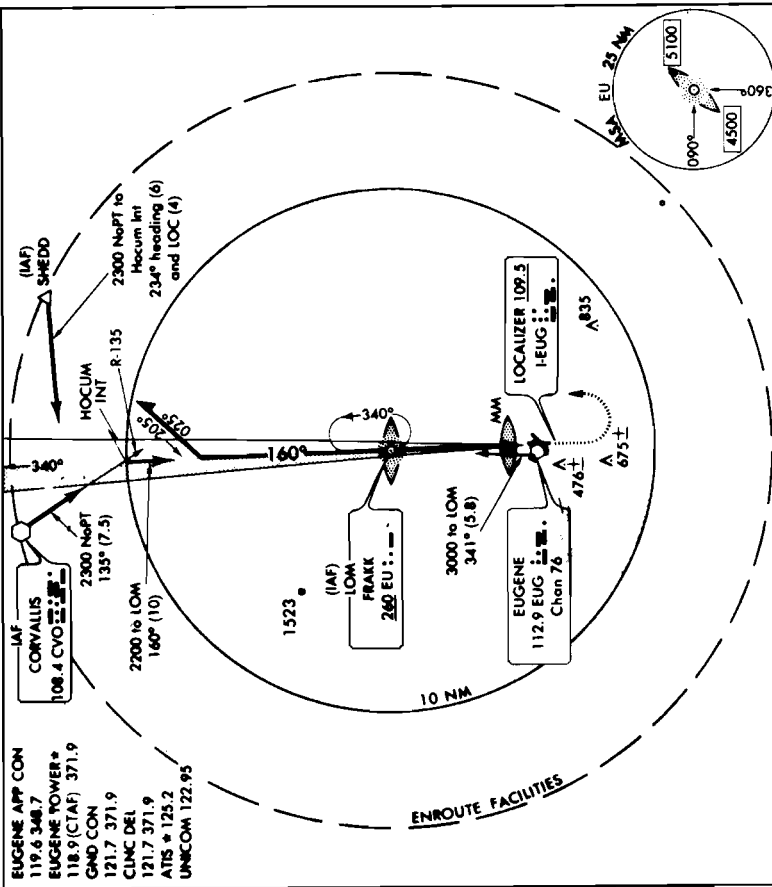 EUGENE APP CON
119.6 348.7
EUGENE TOWER★
118.9 (CTAF) 371.9
GND CON
121.7 371.9
CLNC DEL
121.7 371.9
ATIS ★ 125.2
UNICOM 122.95
IAF
CORVALLIS
108.4 CVO
340°
(IAF)
SHEDD
2300 NoPT to
Hocum Int
234° heading (6)
and LOC (4)
HOCUM
INT
R-135
2300 NoPT
135° (7.5)
2200 to LOM
160° (10)
025°
205°
160°
340°
1523
(IAF)
LOM
FRAKK
260 EU
MM
3000 to LOM
341° (5.8)
EUGENE
112.9 EUG
Chan 76
LOCALIZER 109.5
I-EUG
476±
675±
835
10 NM
ENROUTE FACILITIES
MSA EU 25 NM
5100
4500
090°
360°